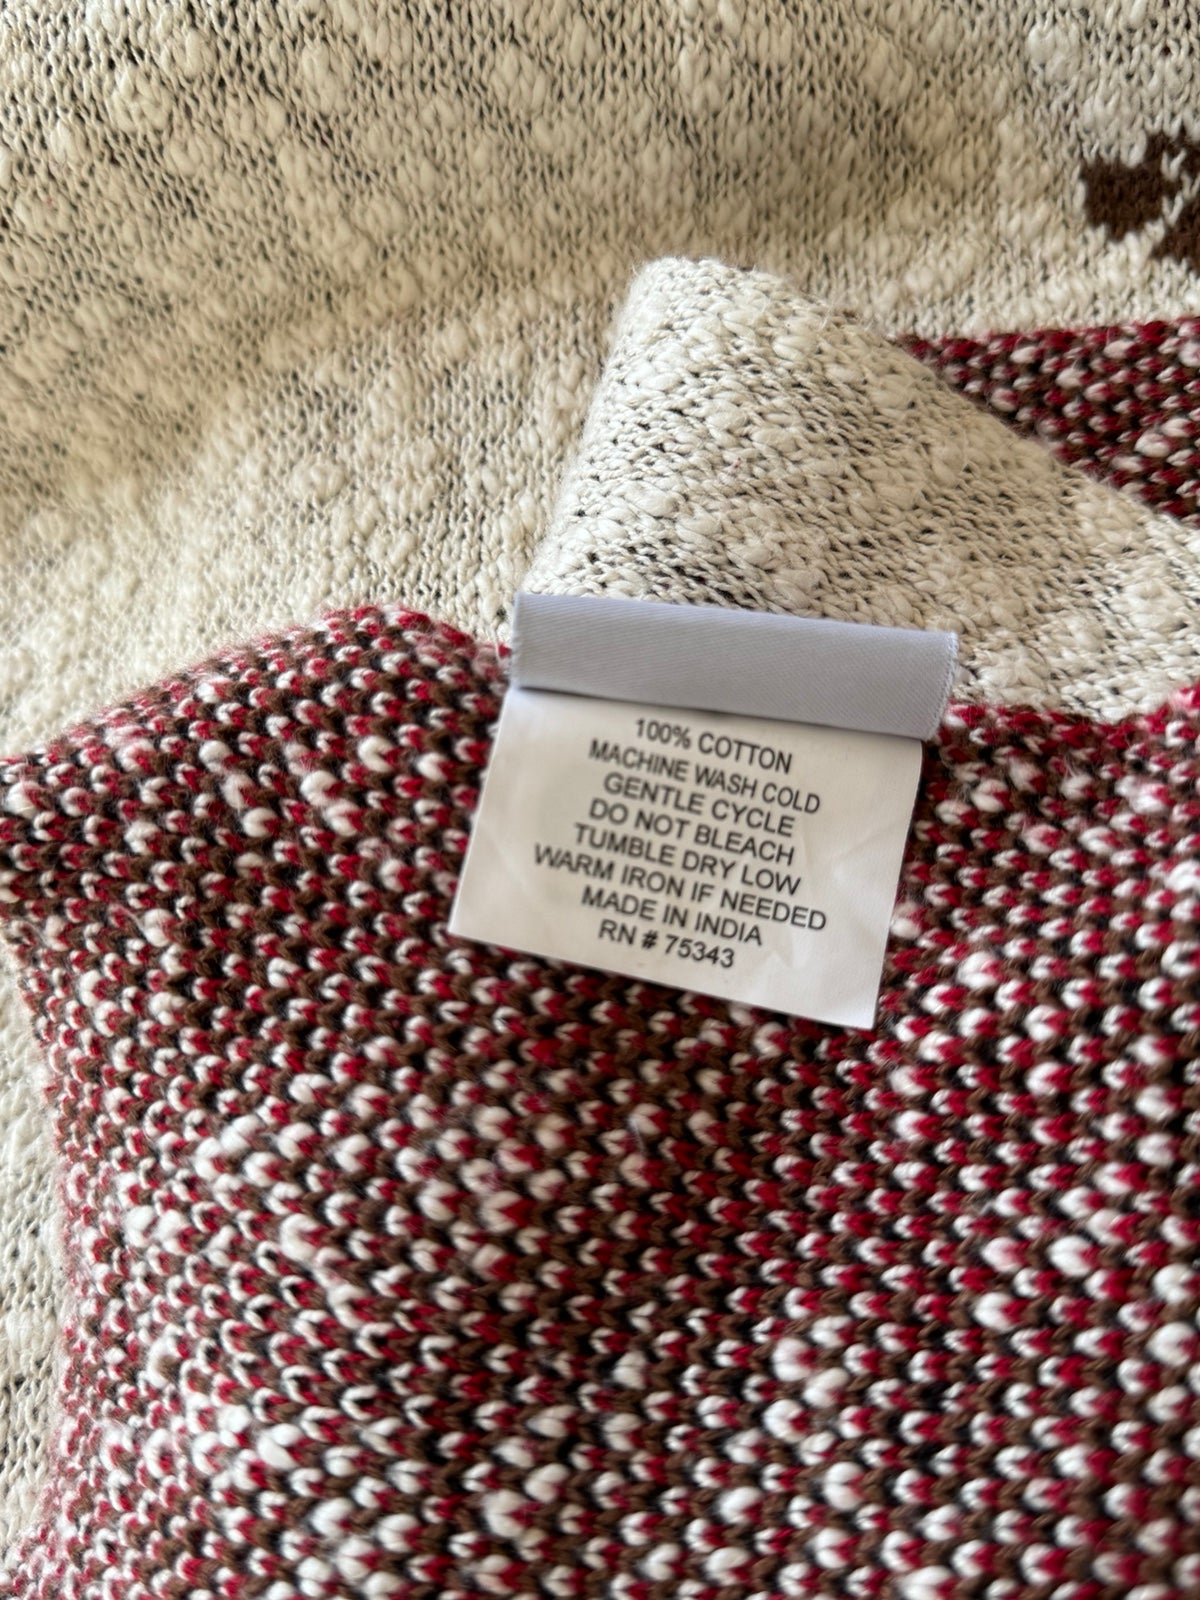 100% COTTON
MACHINE WASH COLD
GENTLE CYCLE
DO NOT BLEACH
TUMBLE DRY LOW
WARM IRON IF NEEDED
MADE IN INDIA
RN # 75343